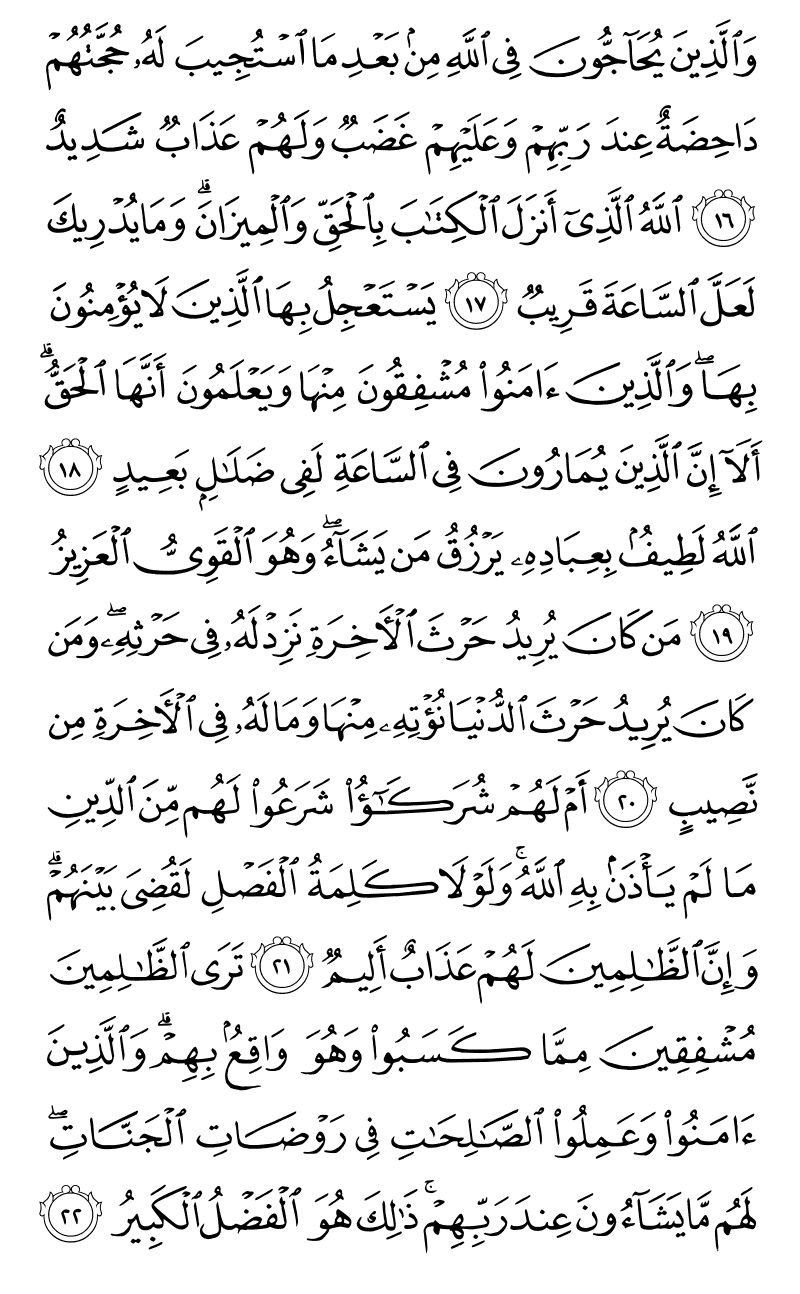 وَٱلَّذِينَ يُحَآجُّونَ فِى ٱللَّهِ مِنۢ بَعْدِ مَا ٱسْتُجِيبَ لَهُۥ حُجَّتُهُمْ
دَاحِضَةٌ عِندَ رَبِّهِمْ وَعَلَيْهِمْ غَضَبٌ وَلَهُمْ عَذَابٌ شَدِيدٌ
١٦ ٱللَّهُ ٱلَّذِىٓ أَنزَلَ ٱلْكِتَـٰبَ بِٱلْحَقِّ وَٱلْمِيزَانَ ۗ وَمَا يُدْرِيكَ
لَعَلَّ ٱلسَّاعَةَ قَرِيبٌ ١٧ يَسْتَعْجِلُ بِهَا ٱلَّذِينَ لَا يُؤْمِنُونَ
بِهَا ۖ وَٱلَّذِينَ ءَامَنُوا۟ مُشْفِقُونَ مِنْهَا وَيَعْلَمُونَ أَنَّهَا ٱلْحَقُّ ۗ
أَلَآ إِنَّ ٱلَّذِينَ يُمَارُونَ فِى ٱلسَّاعَةِ لَفِى ضَلَـٰلٍۭ بَعِيدٍ ١٨
ٱللَّهُ لَطِيفٌۢ بِعِبَادِهِۦ يَرْزُقُ مَن يَشَآءُ ۖ وَهُوَ ٱلْقَوِىُّ ٱلْعَزِيزُ
١٩ مَن كَانَ يُرِيدُ حَرْثَ ٱلْـَٔاخِرَةِ نَزِدْ لَهُۥ فِى حَرْثِهِۦ ۖ وَمَن
كَانَ يُرِيدُ حَرْثَ ٱلدُّنْيَا نُؤْتِهِۦ مِنْهَا وَمَا لَهُۥ فِى ٱلْـَٔاخِرَةِ مِن
نَّصِيبٍ ٢٠ أَمْ لَهُمْ شُرَكَـٰٓؤُا۟ شَرَعُوا۟ لَهُم مِّنَ ٱلدِّينِ
مَا لَمْ يَأْذَنۢ بِهِ ٱللَّهُ ۚ وَلَوْلَا كَلِمَةُ ٱلْفَصْلِ لَقُضِىَ بَيْنَهُمْ ۗ
وَإِنَّ ٱلظَّـٰلِمِينَ لَهُمْ عَذَابٌ أَلِيمٌ ٢١ تَرَى ٱلظَّـٰلِمِينَ
مُشْفِقِينَ مِمَّا كَسَبُوا۟ وَهُوَ وَاقِعٌۢ بِهِمْ ۗ وَٱلَّذِينَ
ءَامَنُوا۟ وَعَمِلُوا۟ ٱلصَّـٰلِحَـٰتِ فِى رَوْضَاتِ ٱلْجَنَّاتِ ۖ
لَهُم مَّا يَشَآءُونَ عِندَ رَبِّهِمْ ۚ ذَٰلِكَ هُوَ ٱلْفَضْلُ ٱلْكَبِيرُ ٢٢